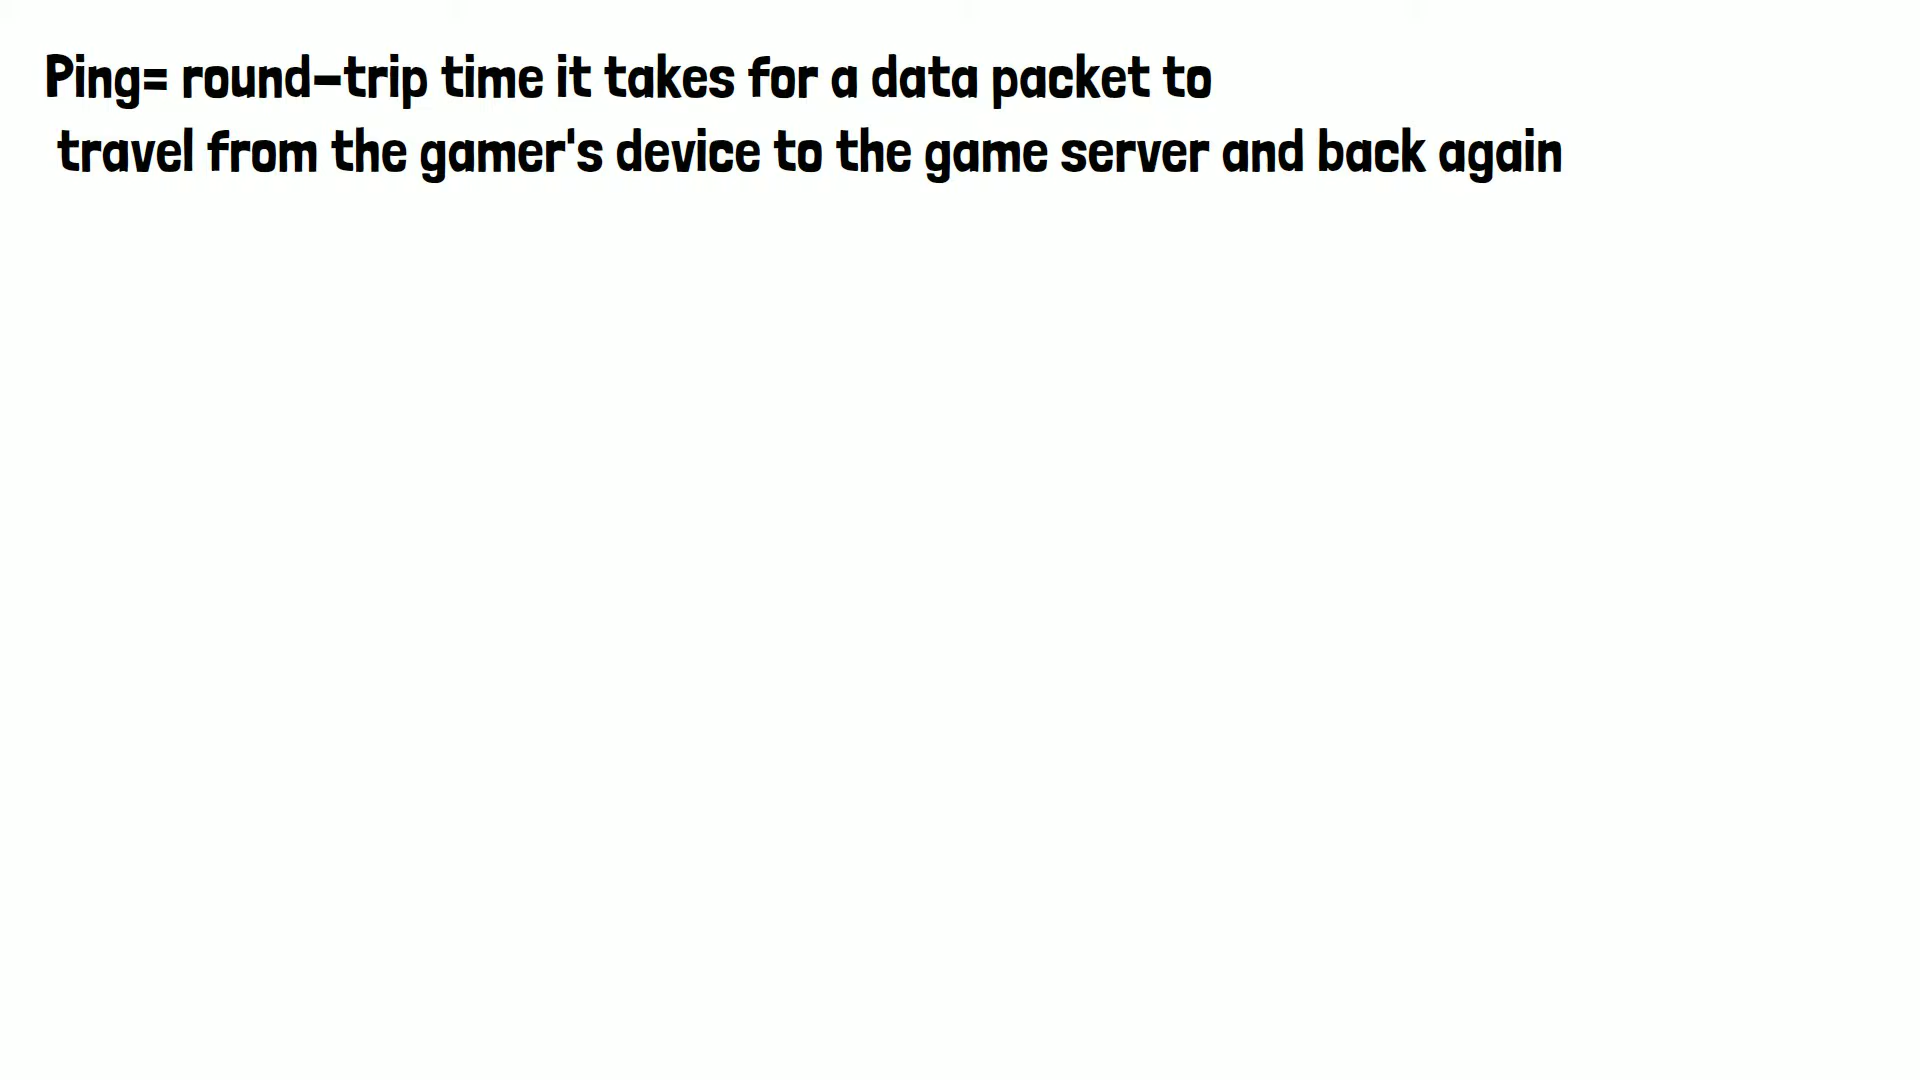 Ping= round-trip time it takes for a data packet to
travel from the gamer's device to the game server and back again